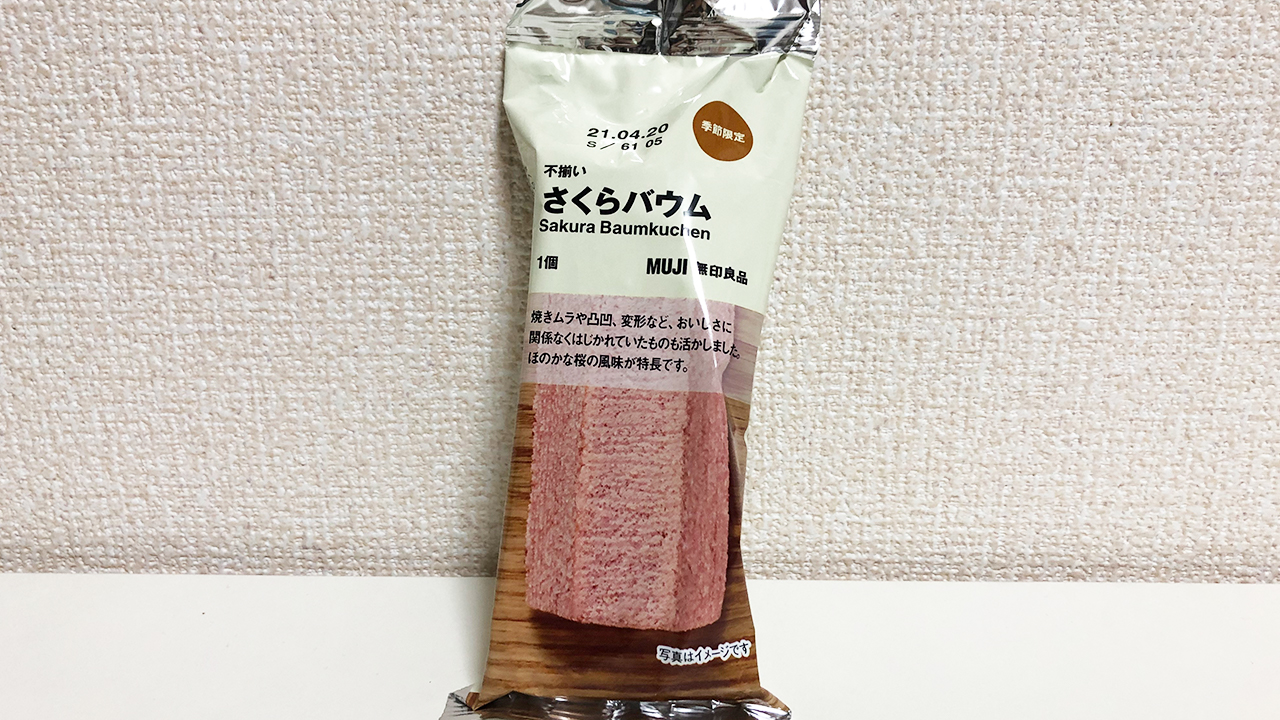 21.04.20
季節限定
S/ 61 05
不揃い
さくらバウム
Sakura Baumkuchen
1個
MUJI 無印良品
焼きムラや凸凹、変形など、おいしさに
関係なくはじかれていたものも活かしました。
ほのかな桜の風味が特長です。
写真はイメージです